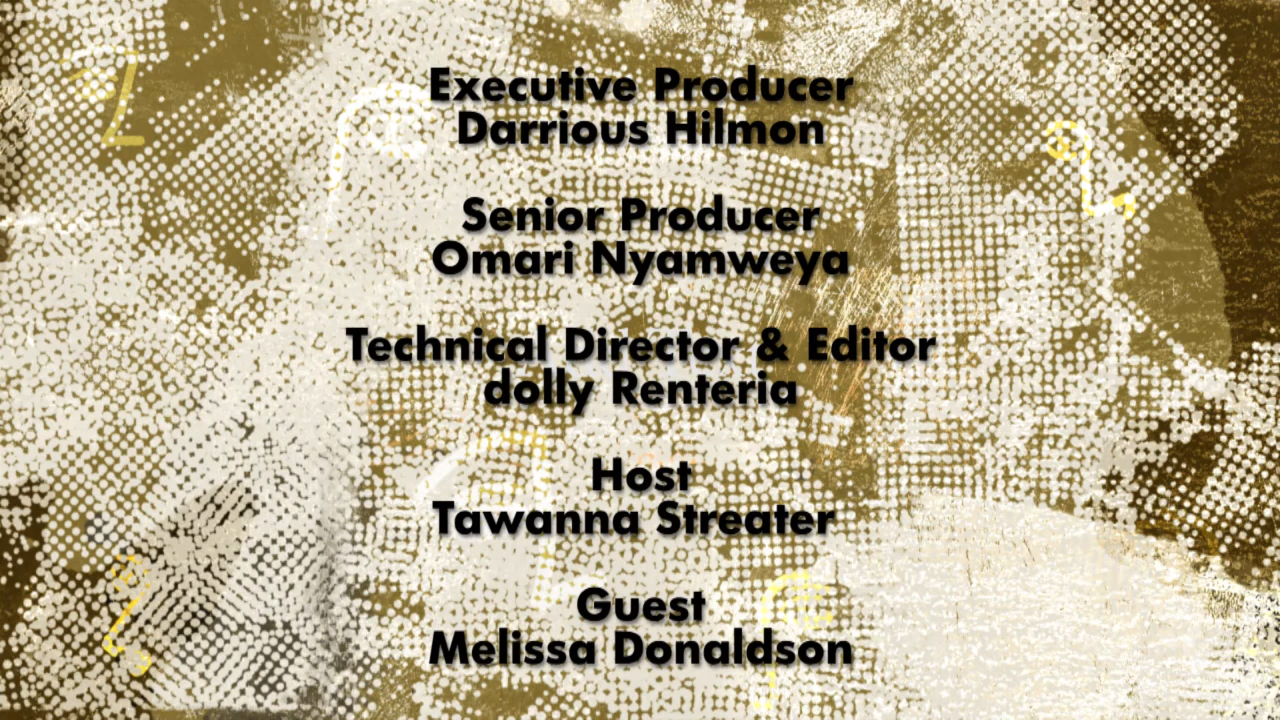 Executive Producer
Darrious Hilmon
Senior Producer
Omari Nyamweya
Technical Director & Editor
dolly Renteria
Host
Tawanna Streater
Guest
Melissa Donaldson